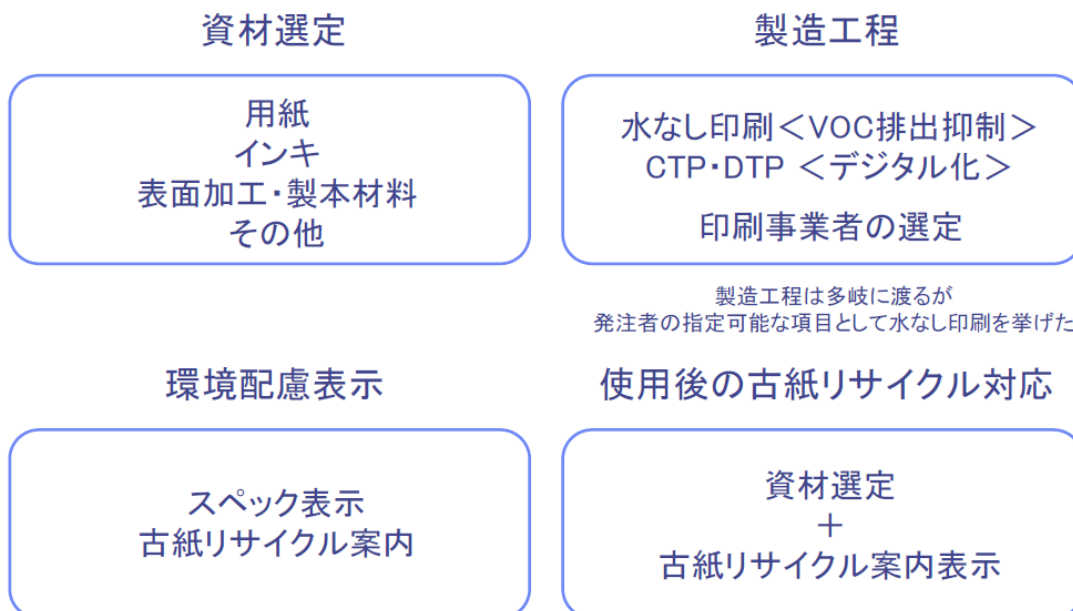 資材選定
用紙
インキ
表面加工・製本材料
その他
製造工程
水なし印刷＜VOC排出抑制＞
CTP・DTP ＜デジタル化＞
印刷事業者の選定
製造工程は多岐に渡るが
発注者の指定可能な項目として水なし印刷を挙げた
環境配慮表示
スペック表示
古紙リサイクル案内
使用後の古紙リサイクル対応
資材選定
＋
古紙リサイクル案内表示